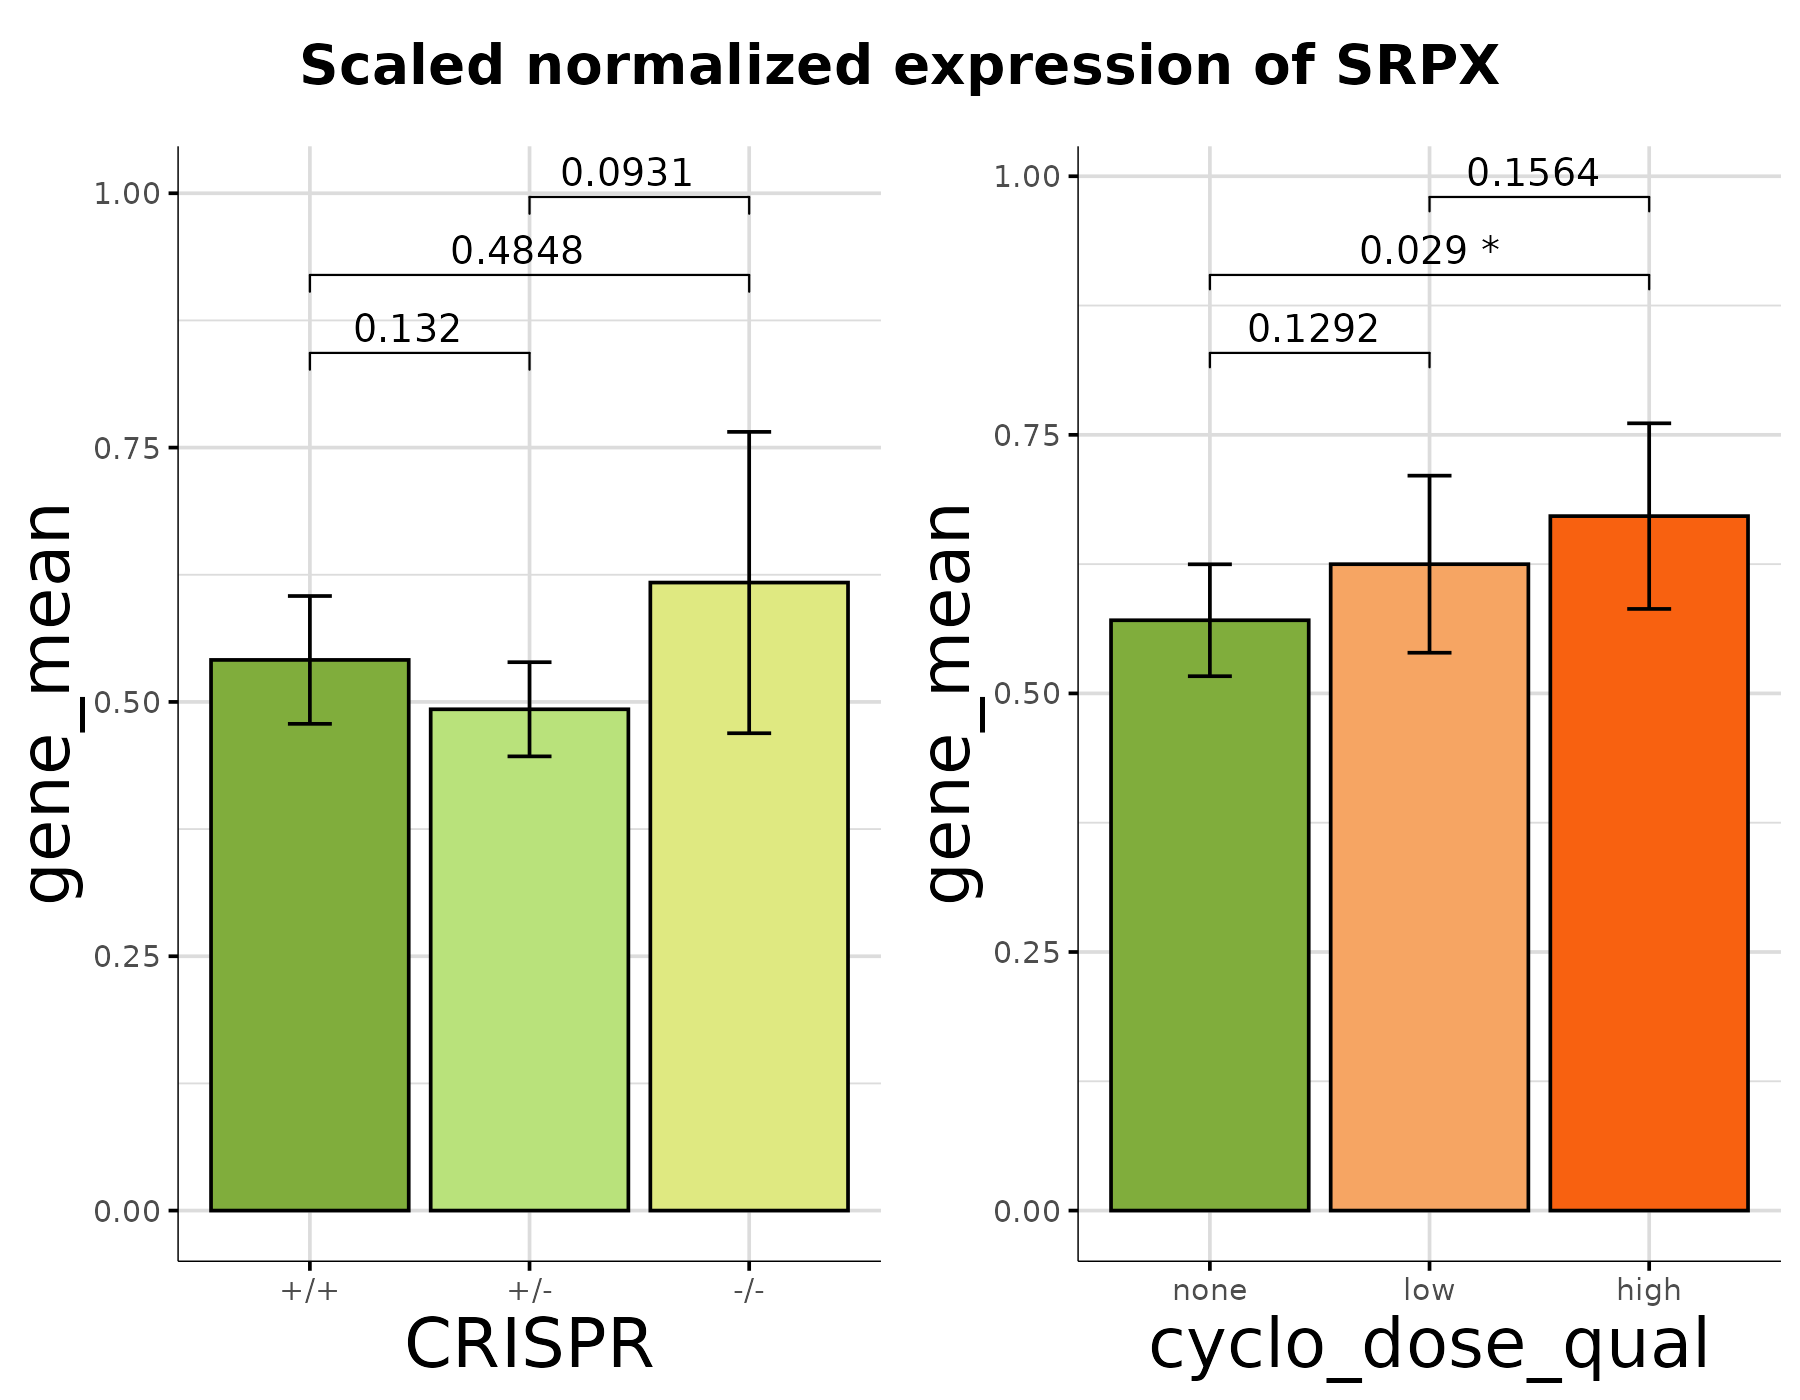 Scaled normalized expression of SRPX
gene_mean
1.00
0.75
0.50
0.25
0.00
0.0931
0.4848
0.132
+/+
+/-
-/-
CRISPR
gene_mean
1.00
0.75
0.50
0.25
0.00
0.1564
0.029 *
0.1292
none
low
high
cyclo_dose_qual